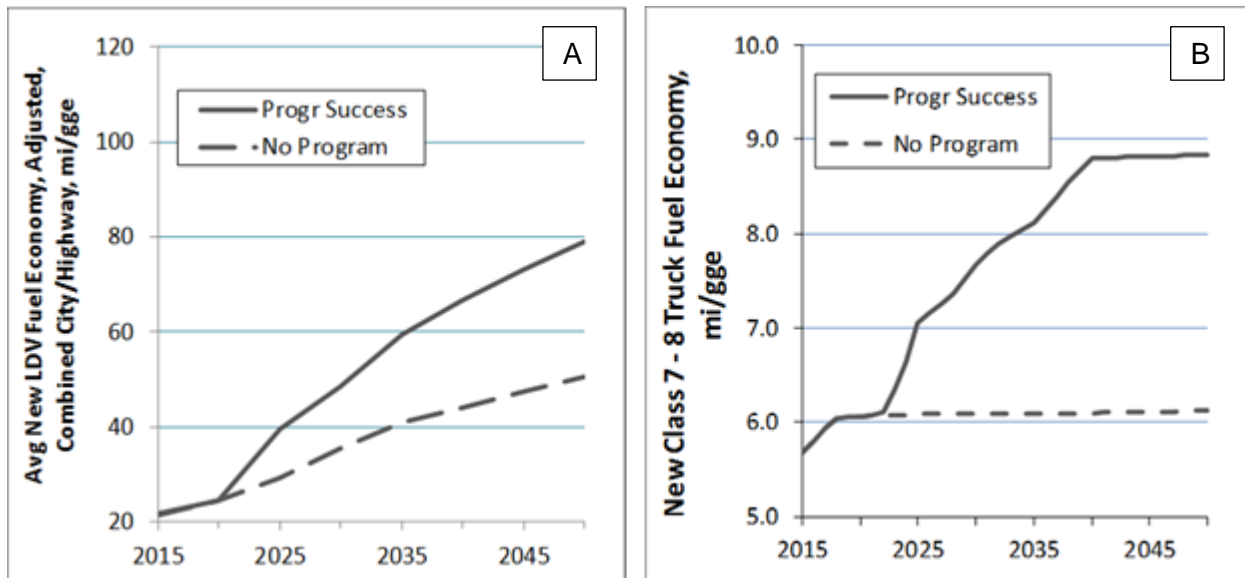 A
Avg New LDV Fuel Economy, Adjusted,
Combined City/Highway, mi/gge
120
100
80
60
40
20
Progr Success
No Program
2015
2025
2035
2045
B
New Class 7 - 8 Truck Fuel Economy,
mi/gge
10.0
9.0
8.0
7.0
6.0
5.0
Progr Success
No Program
2015
2025
2035
2045